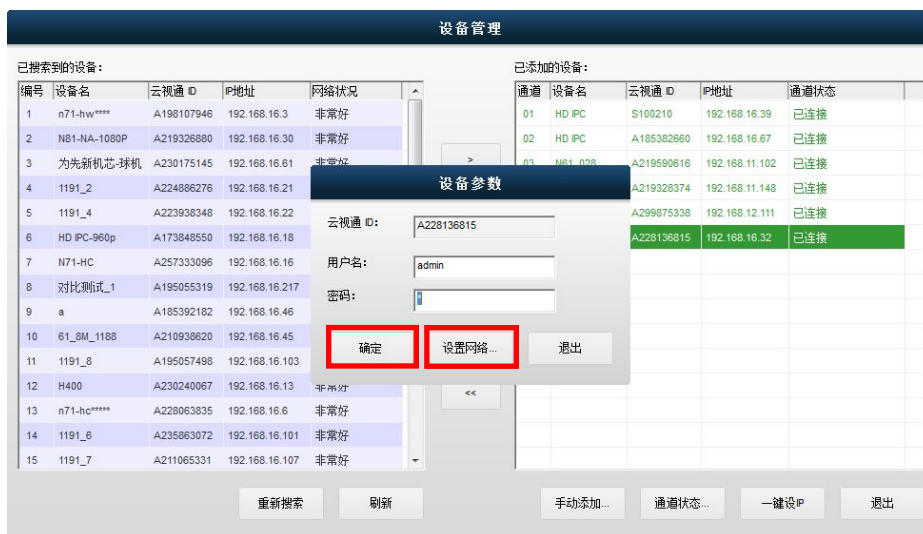 设备管理
已搜索到的设备：
编号 设备名 云视通 ID IP地址 网络状况
1 n71-hw**** A198107946 192.168.16.3 非常好
2 N81-NA-1080P A219326880 192.168.16.30 非常好
3 为先新机芯-球机 A230175145 192.168.16.61 非常好
4 1191_2 A224886276 192.168.16.21
5 1191_4 A223938348 192.168.16.22
6 HD IPC-960p A173848550 192.168.16.18
7 N71-HC A257333096 192.168.16.16
8 对比测试_1 A195055319 192.168.16.217
9 a A185392182 192.168.16.46
10 61_8M_1188 A210938620 192.168.16.45
11 1191_8 A195057498 192.168.16.103
12 H400 A230240067 192.168.16.13 非常好
13 n71-hc***** A228063835 192.168.16.6 非常好
14 1191_6 A235863072 192.168.16.101 非常好
15 1191_7 A211065331 192.168.16.107 非常好
重新搜索 刷新
>
<<
已添加的设备：
通道 设备名 云视通 ID IP地址 通道状态
01 HD IPC S100210 192.168.16.39 已连接
02 HD IPC A185382660 192.168.16.67 已连接
03 N61_028 A219590616 192.168.11.102 已连接
A219328374 192.168.11.148 已连接
A299875338 192.168.12.111 已连接
A228136815 192.168.16.32 已连接
手动添加... 通道状态... 一键设IP 退出
设备参数
云视通 ID： A228136815
用户名： admin
密码： *
确定 设置网络... 退出